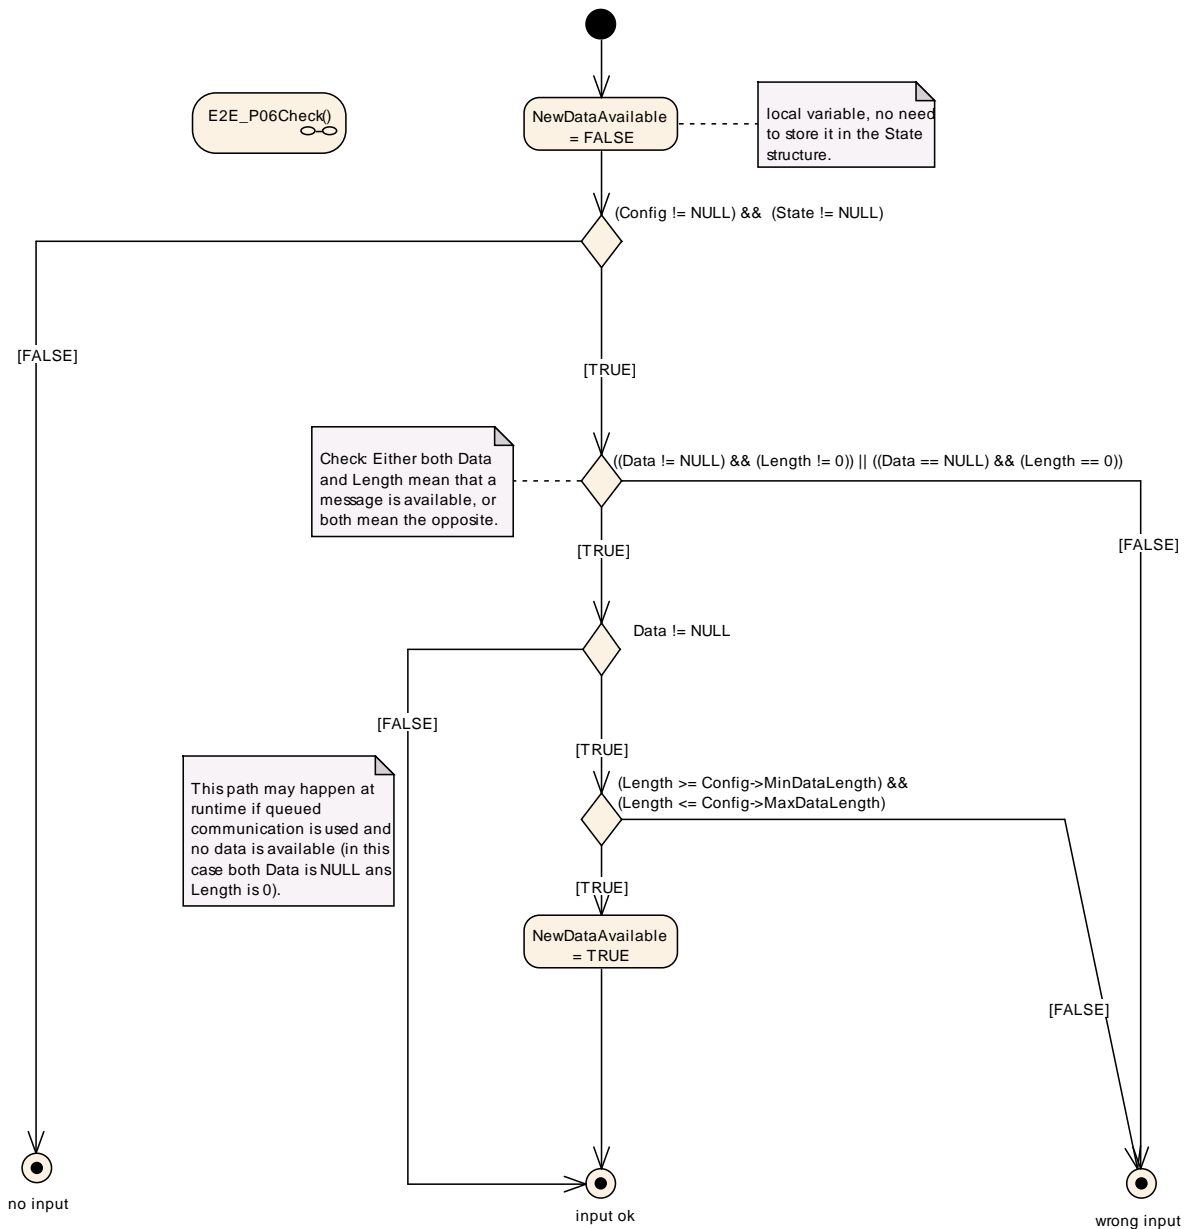 E2E_P06Check()
NewDataAvailable
= FALSE
local variable, no need
to store it in the State
structure.
(Config != NULL) && (State != NULL)
[FALSE]
[TRUE]
Check: Either both Data
and Length mean that a
message is available, or
both mean the opposite.
((Data != NULL) && (Length != 0)) || ((Data == NULL) && (Length == 0))
[TRUE]
[FALSE]
Data != NULL
[FALSE]
[TRUE]
This path may happen at
runtime if queued
communication is used and
no data is available (in this
case both Data is NULL ans
Length is 0).
(Length >= Config->MinDataLength) &&
(Length <= Config->MaxDataLength)
[TRUE]
NewDataAvailable
= TRUE
[FALSE]
no input
input ok
wrong input